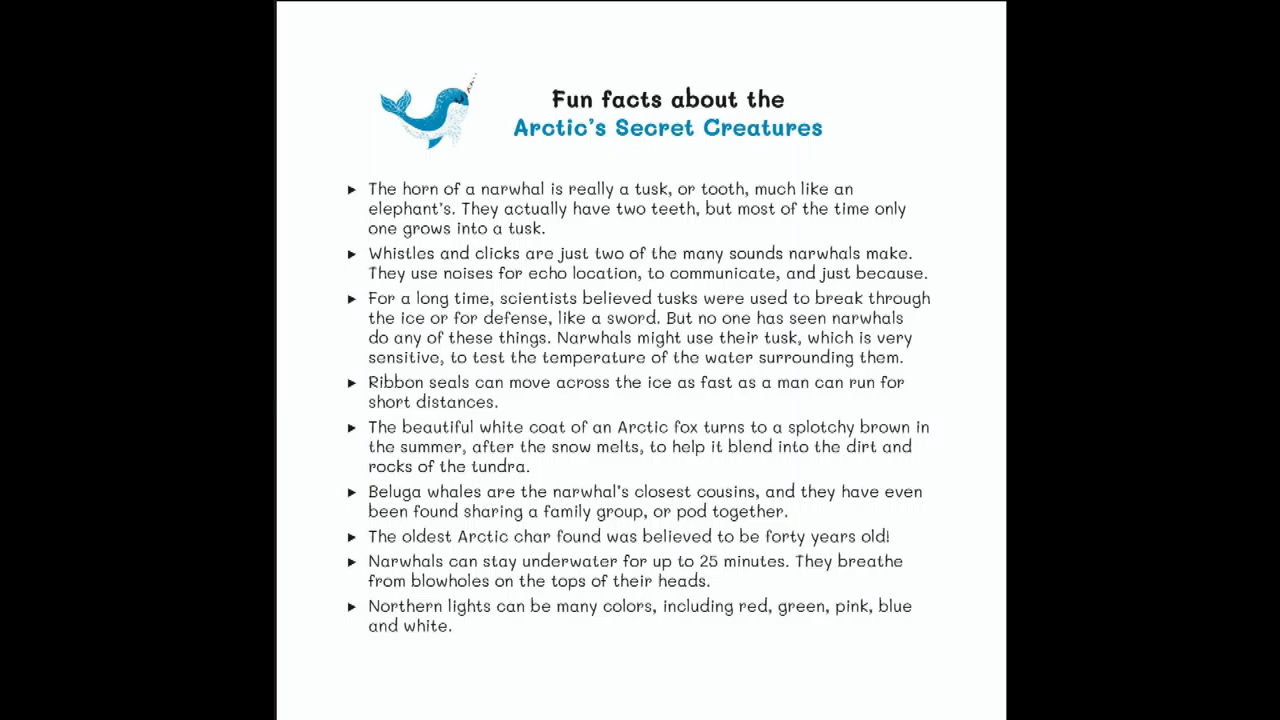 Fun facts about the
Arctic's Secret Creatures
▸ The horn of a narwhal is really a tusk, or tooth, much like an
elephant's. They actually have two teeth, but most of the time only
one grows into a tusk.
▸ Whistles and clicks are just two of the many sounds narwhals make.
They use noises for echo location, to communicate, and just because.
▸ For a long time, scientists believed tusks were used to break through
the ice or for defense, like a sword. But no one has seen narwhals
do any of these things. Narwhals might use their tusk, which is very
sensitive, to test the temperature of the water surrounding them.
▸ Ribbon seals can move across the ice as fast as a man can run for
short distances.
▸ The beautiful white coat of an Arctic fox turns to a splotchy brown in
the summer, after the snow melts, to help it blend into the dirt and
rocks of the tundra.
▸ Beluga whales are the narwhal's closest cousins, and they have even
been found sharing a family group, or pod together.
▸ The oldest Arctic char found was believed to be forty years old!
▸ Narwhals can stay underwater for up to 25 minutes. They breathe
from blowholes on the tops of their heads.
▸ Northern lights can be many colors, including red, green, pink, blue
and white.